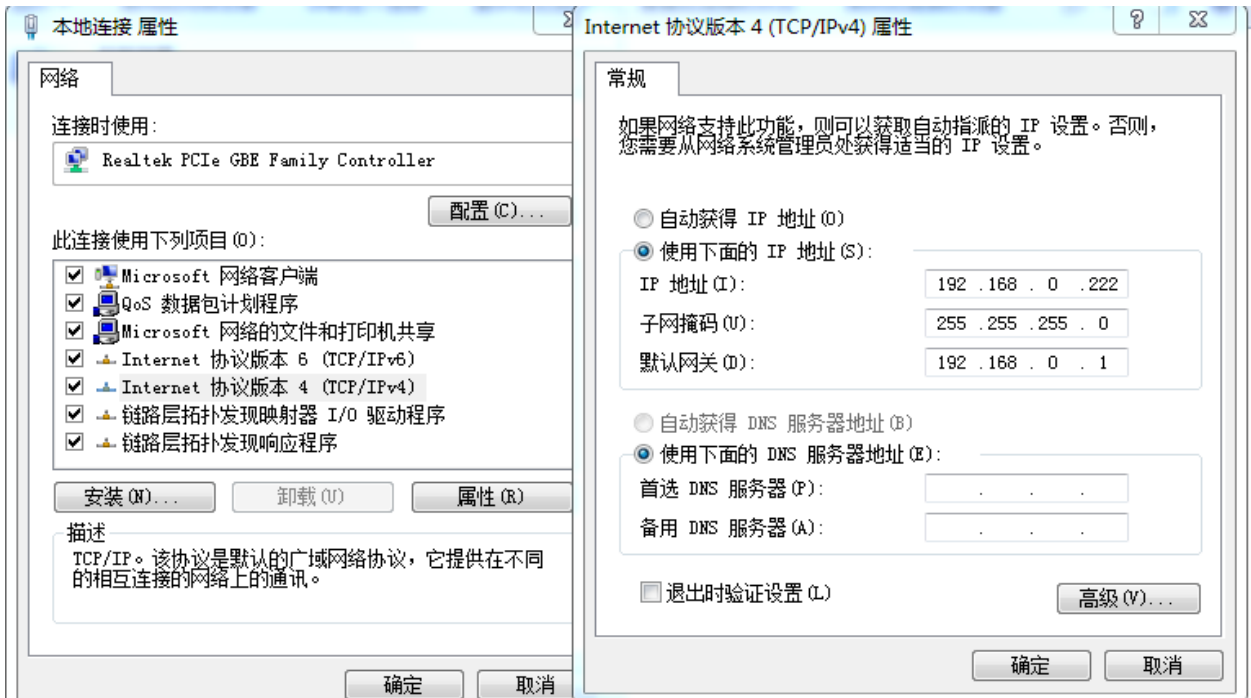 本地连接 属性
网络
连接时使用:
Realtek PCIe GBE Family Controller
配置(C)...
此连接使用下列项目(O):
Microsoft 网络客户端
QoS 数据包计划程序
Microsoft 网络的文件和打印机共享
Internet 协议版本 6 (TCP/IPv6)
Internet 协议版本 4 (TCP/IPv4)
链路层拓扑发现映射器 I/O 驱动程序
链路层拓扑发现响应程序
安装(N)...
卸载(U)
属性(R)
描述
TCP/IP。该协议是默认的广域网络协议，它提供在不同
的相互连接的网络上的通讯。
确定
取消
Internet 协议版本 4 (TCP/IPv4) 属性
常规
如果网络支持此功能，则可以获取自动指派的 IP 设置。否则，
您需要从网络系统管理员处获得适当的 IP 设置。
自动获得 IP 地址(O)
使用下面的 IP 地址(S):
IP 地址(I): 192 .168 . 0 .222
子网掩码(U): 255 .255 .255 . 0
默认网关(D): 192 .168 . 0 . 1
自动获得 DNS 服务器地址(B)
使用下面的 DNS 服务器地址(E):
首选 DNS 服务器(P): . . .
备用 DNS 服务器(A): . . .
退出时验证设置(L)
高级(V)...
确定
取消